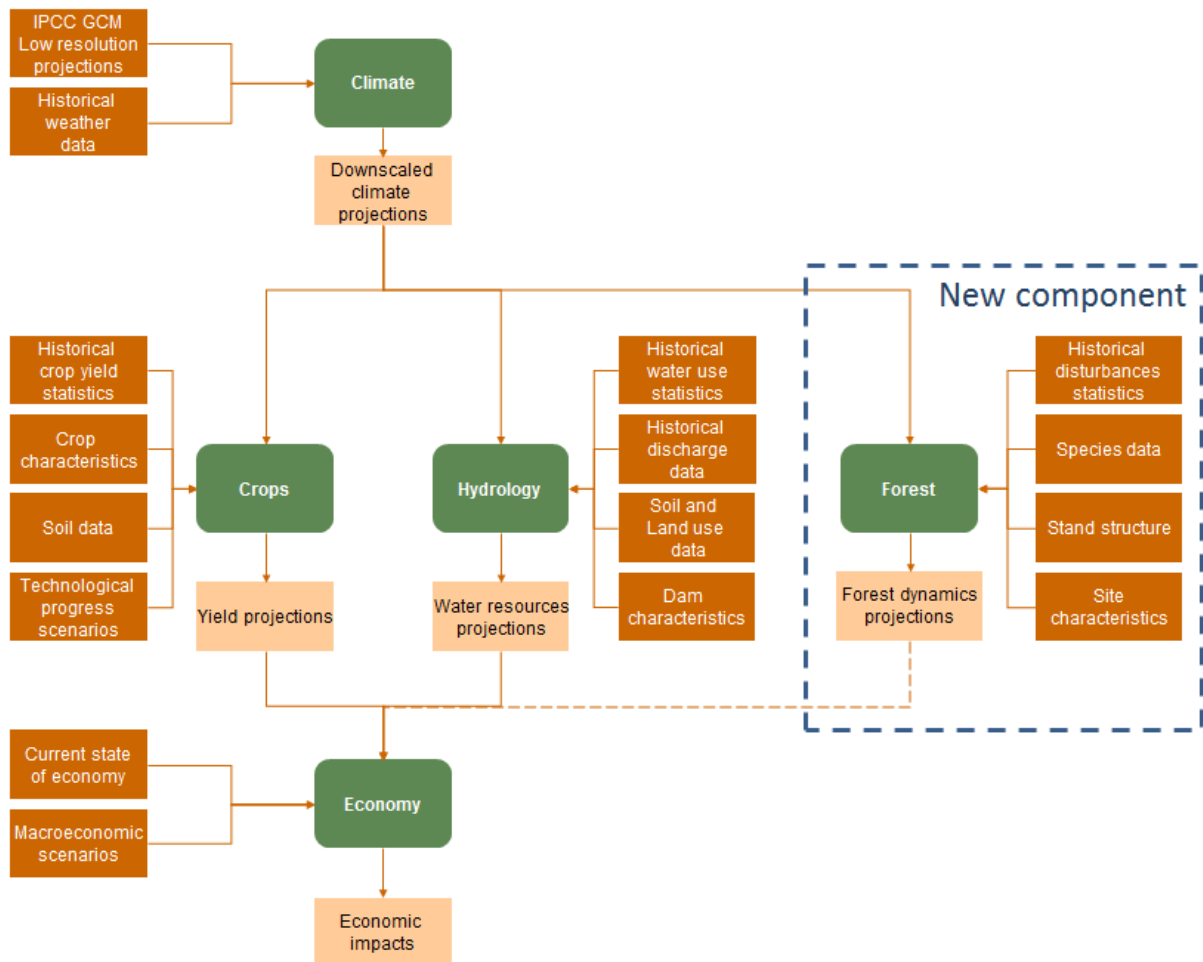 IPCC GCM
Low resolution
projections
Climate
Historical
weather
data
Downscaled
climate
projections
New component
Historical
crop yield
statistics
Historical
water use
statistics
Historical
disturbances
statistics
Crop
characteristics
Historical
discharge
data
Species data
Crops
Hydrology
Forest
Soil data
Soil and
Land use
data
Stand structure
Technological
progress
scenarios
Yield projections
Water resources
projections
Dam
characteristics
Forest dynamics
projections
Site
characteristics
Current state
of economy
Economy
Macroeconomic
scenarios
Economic
impacts